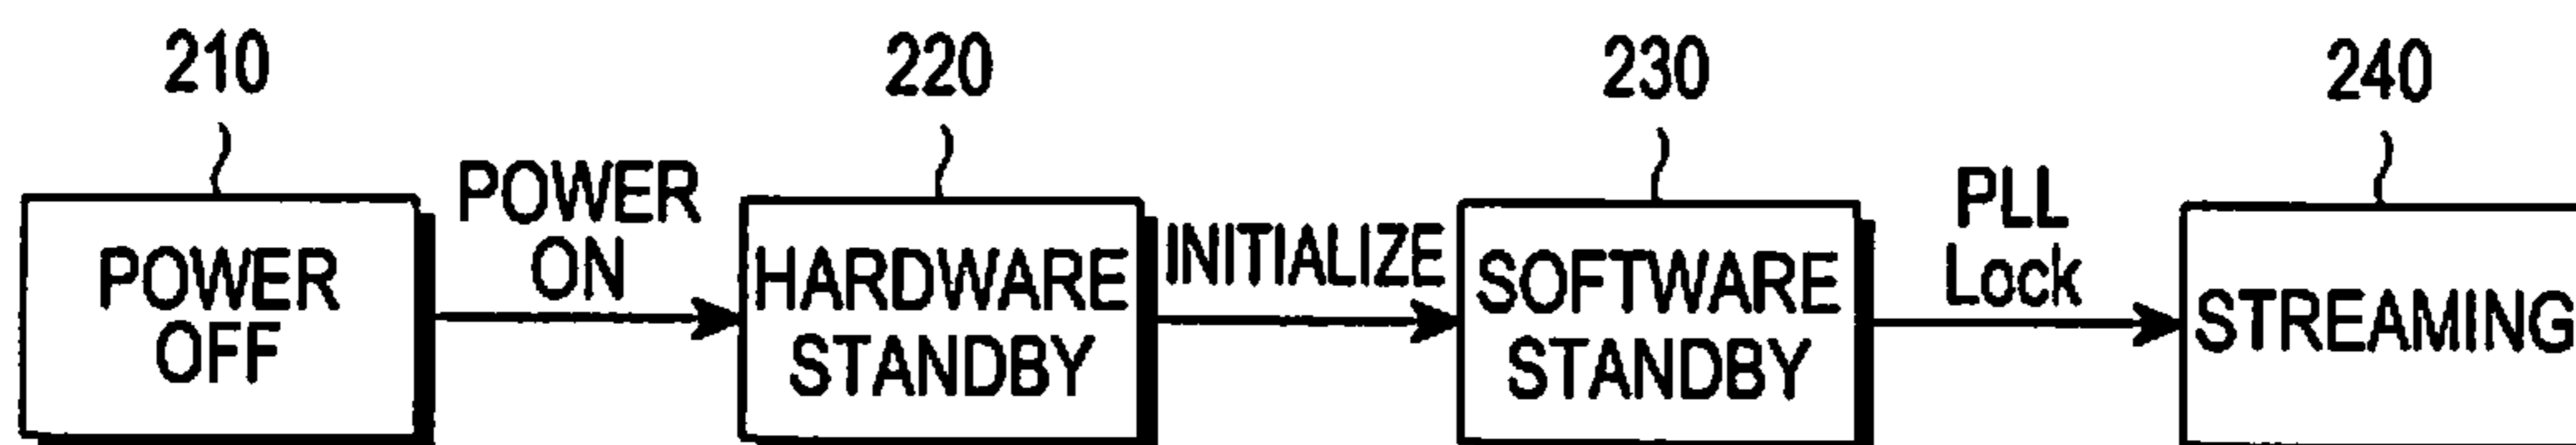 210
220
230
240
POWER
OFF
POWER
ON
HARDWARE
STANDBY
INITIALIZE
SOFTWARE
STANDBY
PLL
Lock
STREAMING